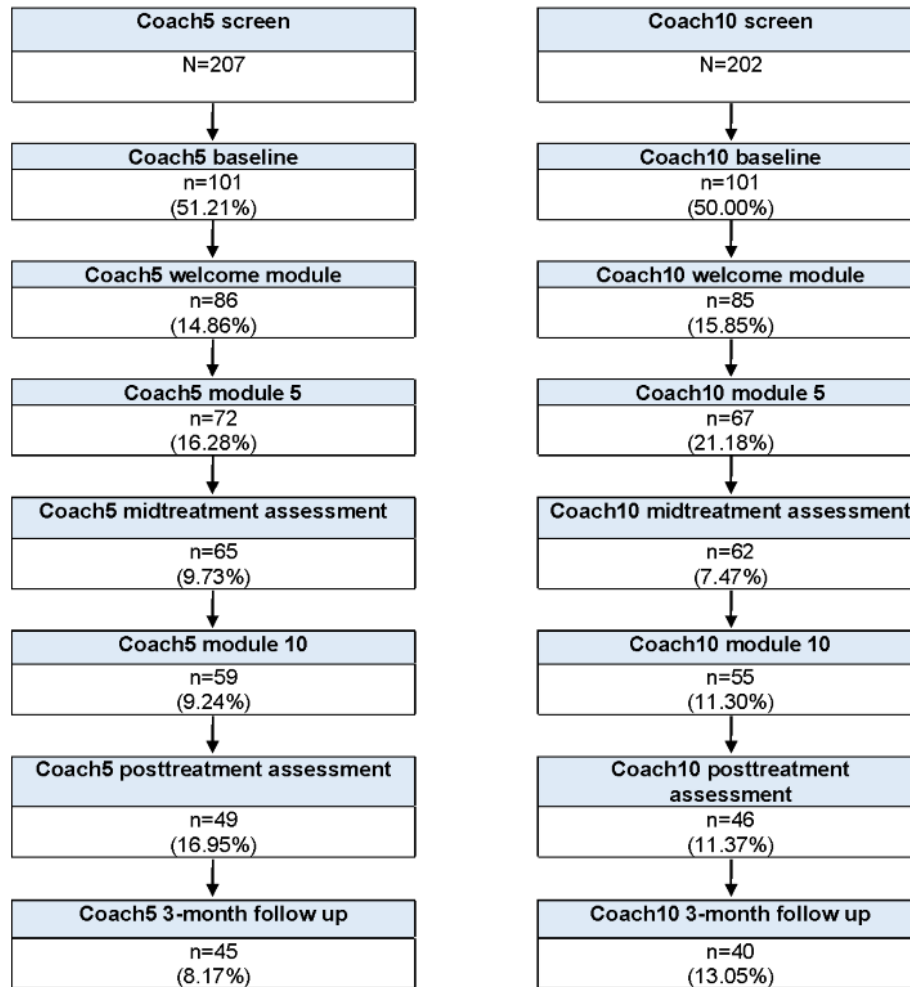 Coach5 screen
N=207
Coach5 baseline
n=101
(51.21%)
Coach5 welcome module
n=86
(14.86%)
Coach5 module 5
n=72
(16.28%)
Coach5 midtreatment assessment
n=65
(9.73%)
Coach5 module 10
n=59
(9.24%)
Coach5 posttreatment assessment
n=49
(16.95%)
Coach5 3-month follow up
n=45
(8.17%)
Coach10 screen
N=202
Coach10 baseline
n=101
(50.00%)
Coach10 welcome module
n=85
(15.85%)
Coach10 module 5
n=67
(21.18%)
Coach10 midtreatment assessment
n=62
(7.47%)
Coach10 module 10
n=55
(11.30%)
Coach10 posttreatment
assessment
n=46
(11.37%)
Coach10 3-month follow up
n=40
(13.05%)